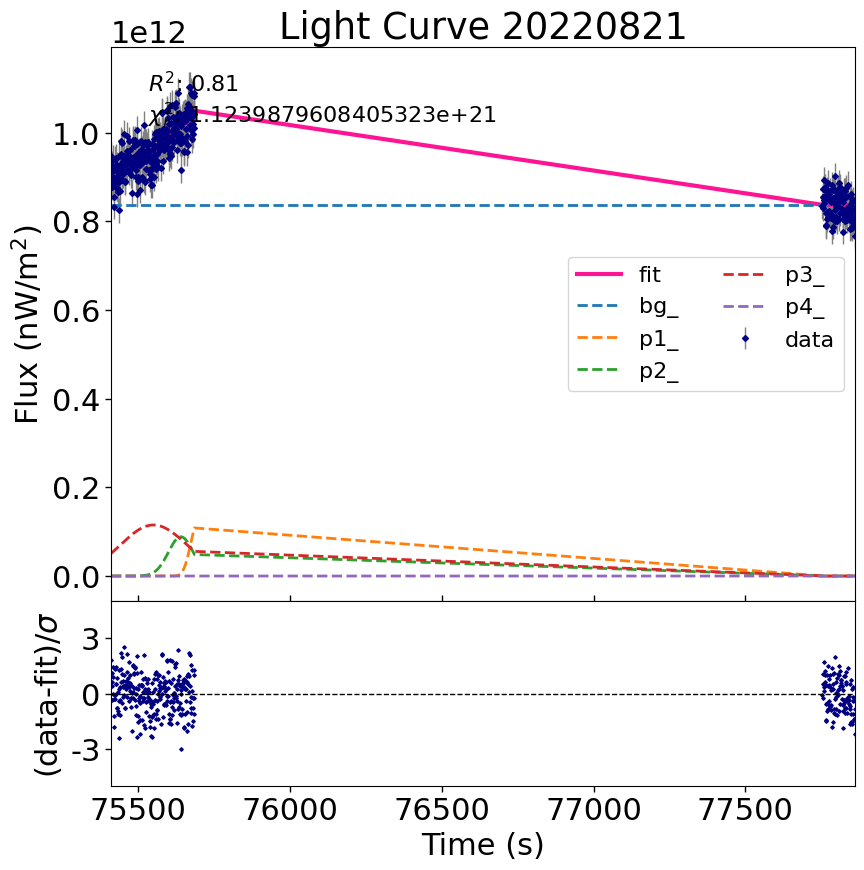 Light Curve 20220821
1e12
R²: 0.81
1.1239879608405323e+21
Flux (nW/m²)
1.0
0.8
0.6
0.4
0.2
0.0
fit
bg_
p1_
p2_
p3_
p4_
data
(data-fit)/σ
3
0
-3
75500 76000 76500 77000 77500
Time (s)